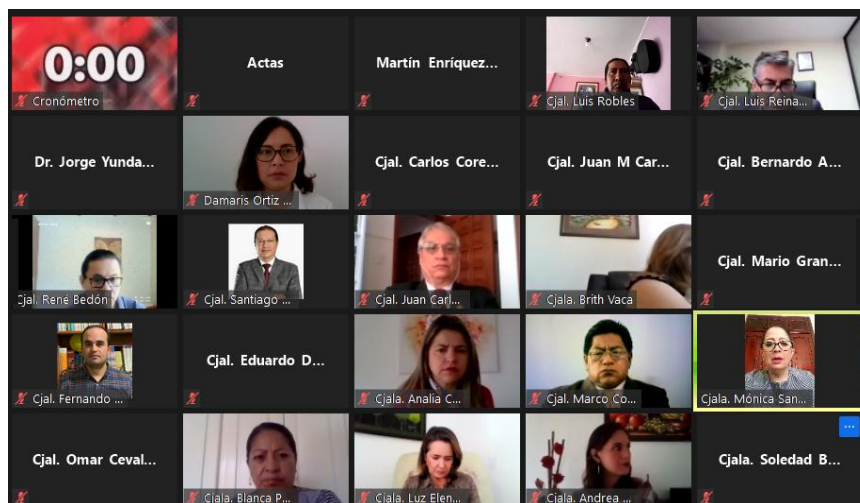 0:00
Cronómetro
Actas
Martín Enríquez...
Cjal. Luis Robles
Cjal. Luis Reina...
Dr. Jorge Yunda...
Damaris Ortiz ...
Cjal. Carlos Core...
Cjal. Juan M Car...
Cjal. Bernardo A...
Cjal. René Bedón
Cjal. Santiago ...
Cjal. Juan Carl...
Cjala. Brith Vaca
Cjal. Mario Gran...
Cjal. Fernando ...
Cjal. Eduardo D...
Cjala. Analía C...
Cjal. Marco Co...
Cjala. Mónica San...
Cjal. Omar Ceval...
Cjala. Blanca P...
Cjala. Luz Elen...
Cjala. Andrea ...
Cjala. Soledad B...